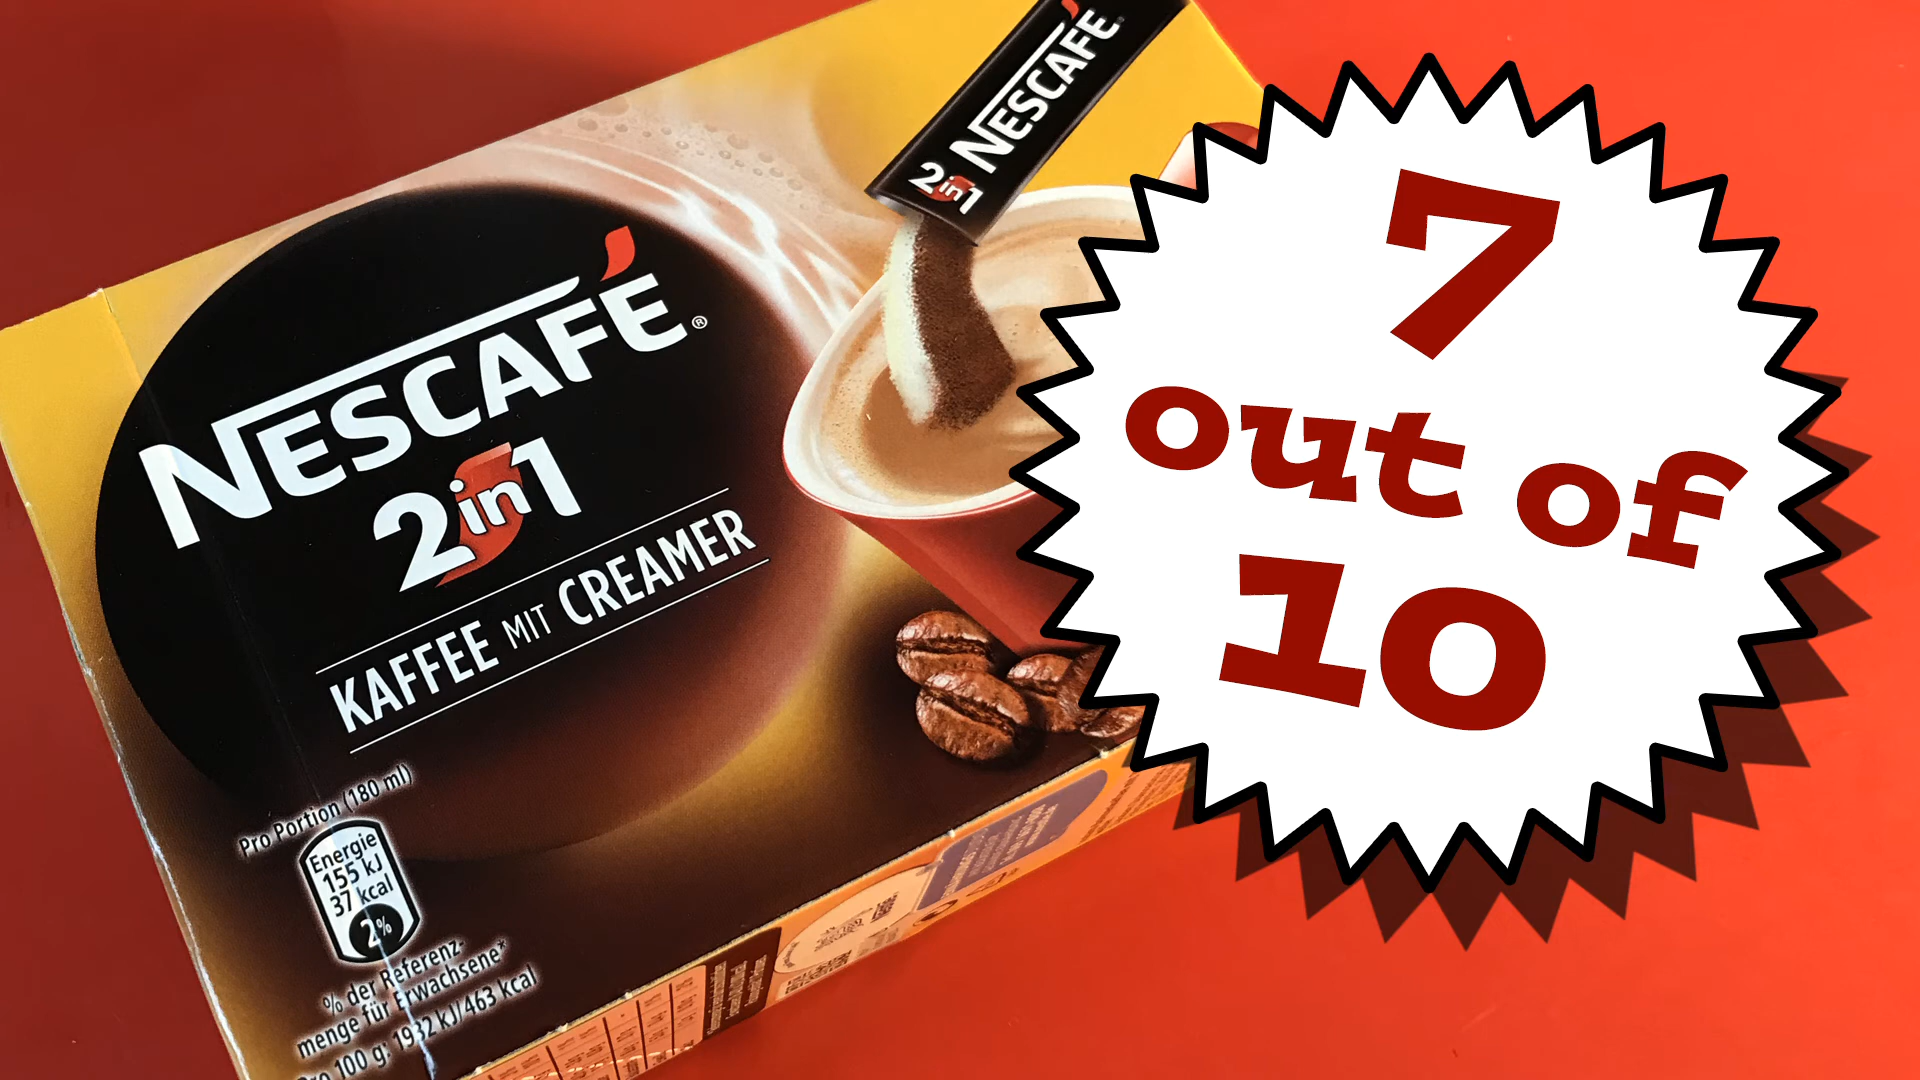 2in1 NESCAFÉ
NESCAFÉ®
2in1
KAFFEE MIT CREAMER
Pro Portion (180 ml)
Energie
155 kJ
37 kcal
2%
% der Referenz-
menge für Erwachsene*
Pro 100 g: 1932 kJ/463 kcal
7
out of
10